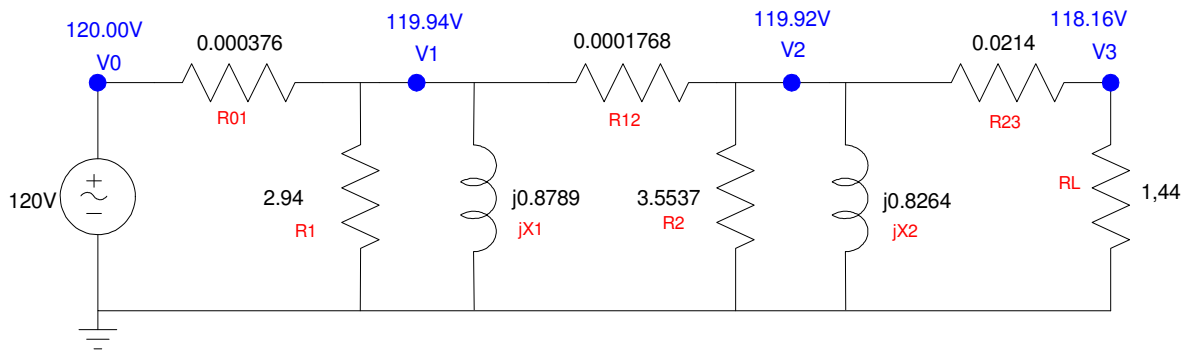 120.00V
V0
0.000376
R01
119.94V
V1
0.0001768
R12
119.92V
V2
0.0214
R23
118.16V
V3
120V
+
−
2.94
R1
j0.8789
jX1
3.5537
R2
j0.8264
jX2
RL
1,44